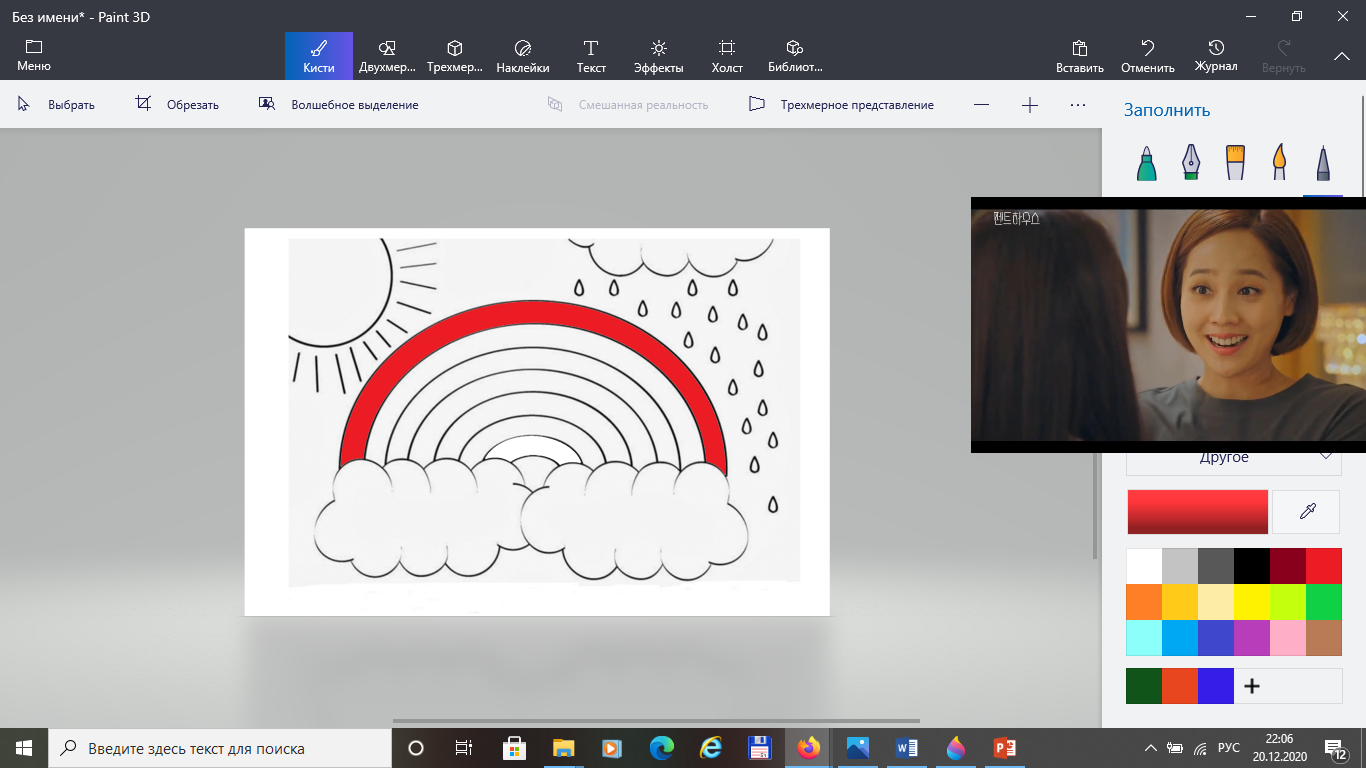 Без имени* - Paint 3D
Меню
Кисти
Двухмер...
Трехмер...
Наклейки
Текст
Эффекты
Холст
Библиот...
Вставить
Отменить
Журнал
Вернуть
Выбрать
Обрезать
Волшебное выделение
Смешанная реальность
Трехмерное представление
Заполнить
펜트하우스
Другое
Введите здесь текст для поиска
РУС
22:06
20.12.2020
12